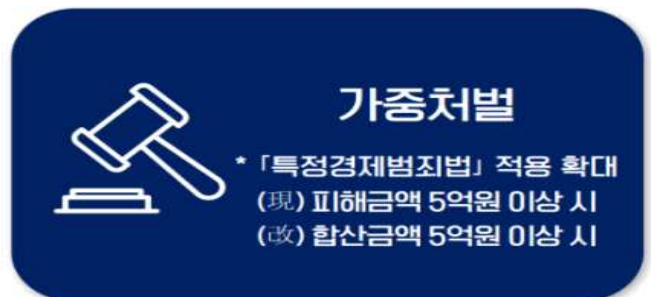 가중처벌
* 「특정경제범죄법」 적용 확대
(現) 피해금액 5억원 이상 시
(改) 합산금액 5억원 이상 시